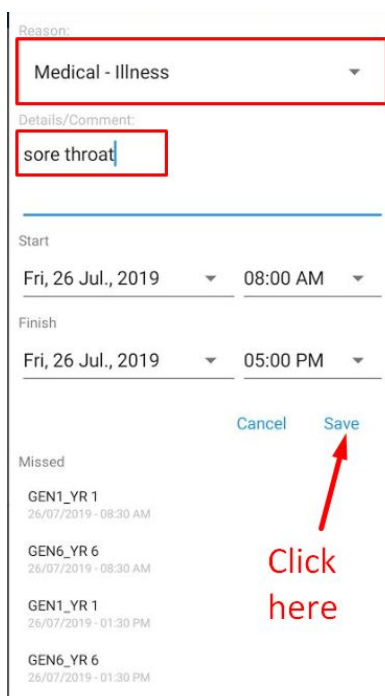 Reason:
Medical - Illness
Details/Comment:
sore throat
Start
Fri, 26 Jul., 2019 08:00 AM
Finish
Fri, 26 Jul., 2019 05:00 PM
Cancel Save
Missed
GEN1_YR 1
26/07/2019 - 08:30 AM
GEN6_YR 6
26/07/2019 - 08:30 AM
Click
here
GEN1_YR 1
26/07/2019 - 01:30 PM
GEN6_YR 6
26/07/2019 - 01:30 PM